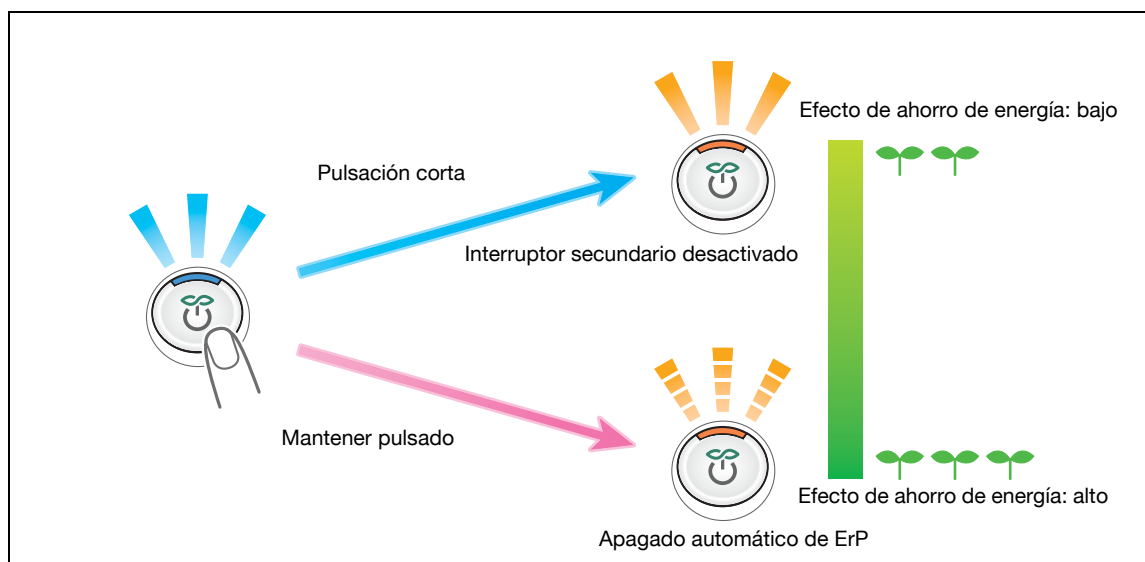 Efecto de ahorro de energía: bajo
Pulsación corta
Interruptor secundario desactivado
Mantener pulsado
Efecto de ahorro de energía: alto
Apagado automático de ErP